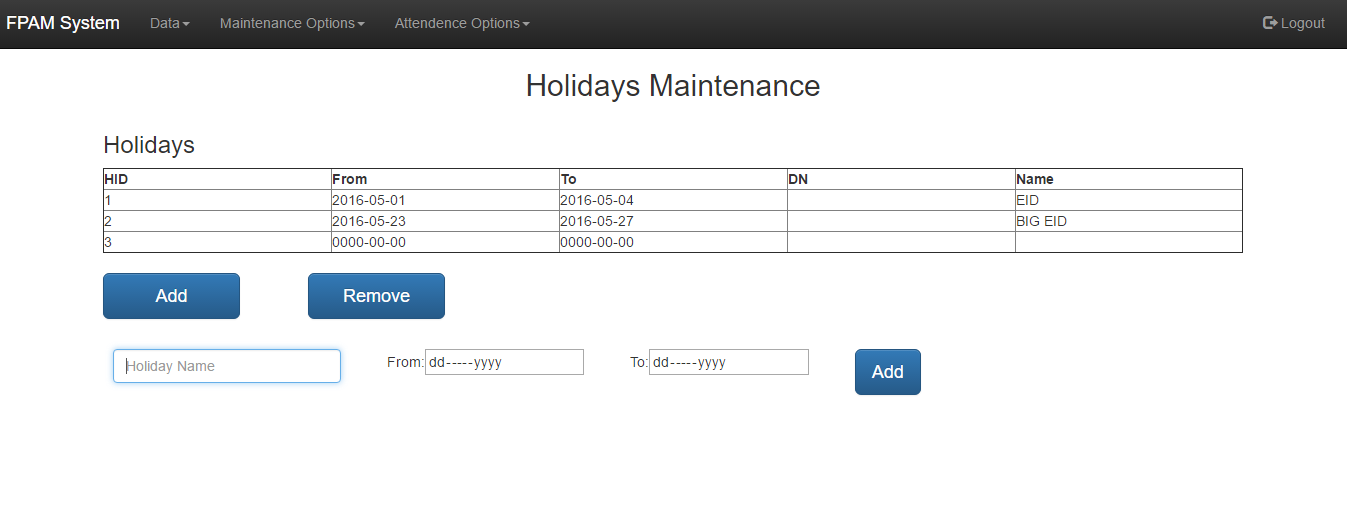 FPAM System Data Maintenance Options Attendence Options Logout
Holidays Maintenance
Holidays
HID From To DN Name
1 2016-05-01 2016-05-04 EID
2 2016-05-23 2016-05-27 BIG EID
3 0000-00-00 0000-00-00
Add Remove
Holiday Name From: dd-----yyyy To: dd-----yyyy Add